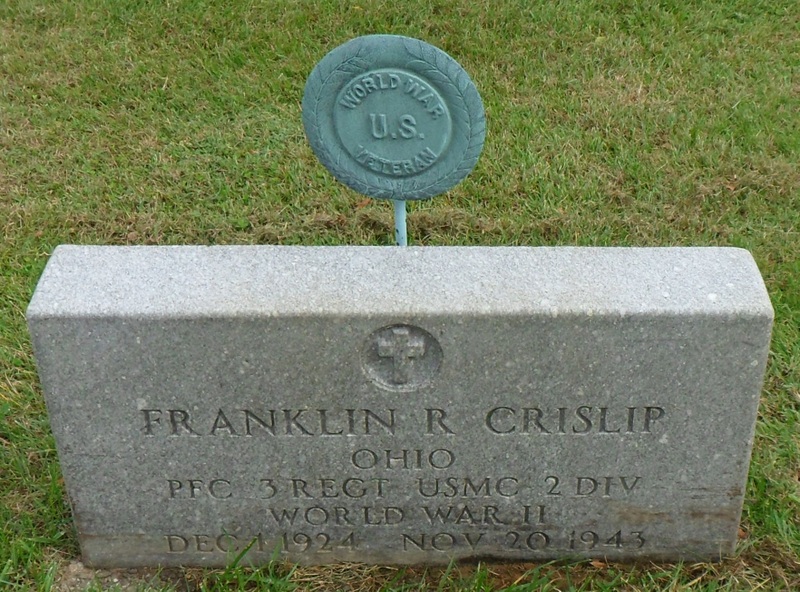 WORLD WAR
U.S.
VETERAN
FRANKLIN R CRISLIP
OHIO
PFC 3 REGT USMC 2 DIV
WORLD WAR II
DEC 1 1924 NOV 20 1943